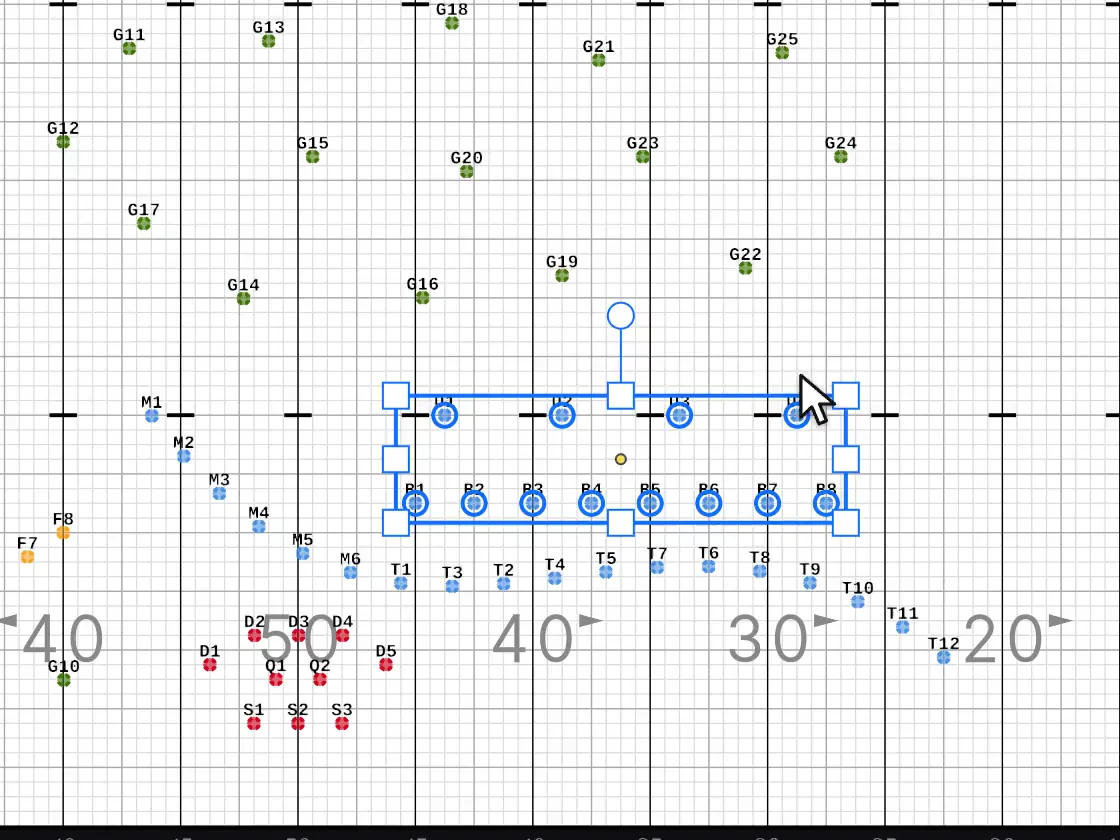 G18
G13
G11
G25
G21
G12
G15
G23
G24
G20
G17
G22
G19
G14
G16
M1
M2
M3
B1 B2 B3 B4 B5 B6 B7 B8
M4
F8
M5
F7
M6
T1 T3 T2 T4 T5 T7 T6 T8 T9
T10
T11
D2 D3 D4
40 50 40 30 20
T12
D1 D5
G10 Q1 Q2
S1 S2 S3